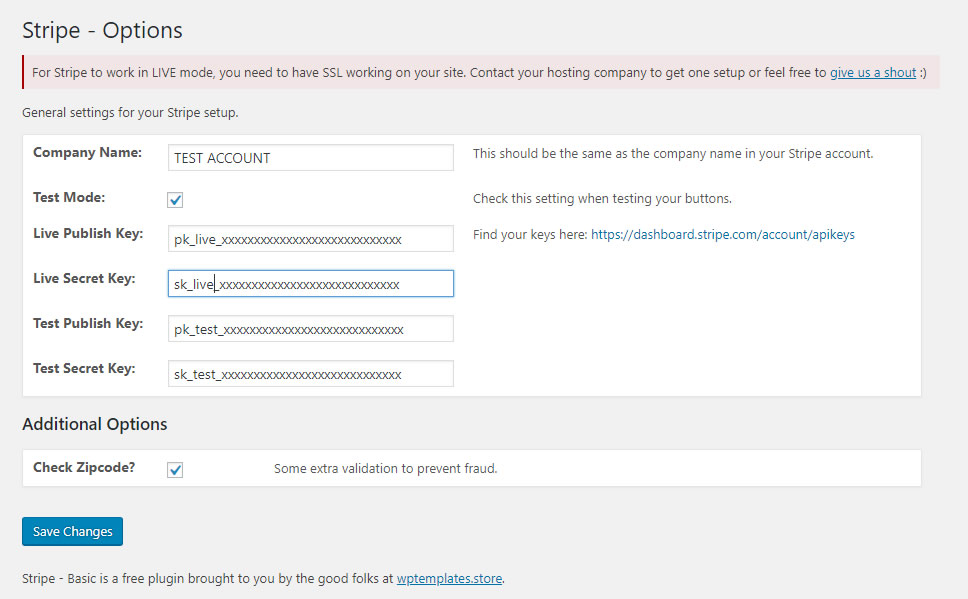 Stripe - Options
For Stripe to work in LIVE mode, you need to have SSL working on your site. Contact your hosting company to get one setup or feel free to give us a shout :)
General settings for your Stripe setup.
Company Name: TEST ACCOUNT This should be the same as the company name in your Stripe account.
Test Mode: Check this setting when testing your buttons.
Live Publish Key: pk_live_xxxxxxxxxxxxxxxxxxxxxxxxxxxx Find your keys here: https://dashboard.stripe.com/account/apikeys
Live Secret Key: sk_live_xxxxxxxxxxxxxxxxxxxxxxxxxxxx
Test Publish Key: pk_test_xxxxxxxxxxxxxxxxxxxxxxxxxxxx
Test Secret Key: sk_test_xxxxxxxxxxxxxxxxxxxxxxxxxxxx
Additional Options
Check Zipcode? Some extra validation to prevent fraud.
Save Changes
Stripe - Basic is a free plugin brought to you by the good folks at wptemplates.store.